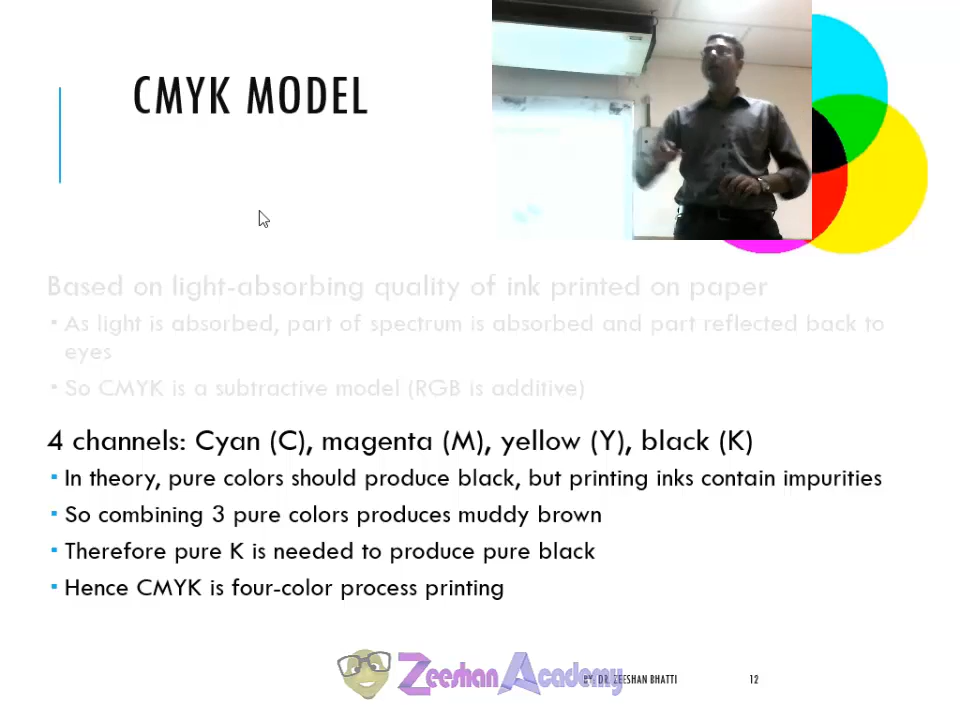 CMYK MODEL
Based on light-absorbing quality of ink printed on paper
▪ As light is absorbed, part of spectrum is absorbed and part reflected back to
eyes
▪ So CMYK is a subtractive model (RGB is additive)
4 channels: Cyan (C), magenta (M), yellow (Y), black (K)
▪ In theory, pure colors should produce black, but printing inks contain impurities
▪ So combining 3 pure colors produces muddy brown
▪ Therefore pure K is needed to produce pure black
▪ Hence CMYK is four-color process printing
Zeeshan Academy
BY: DR. ZEESHAN BHATTI 12